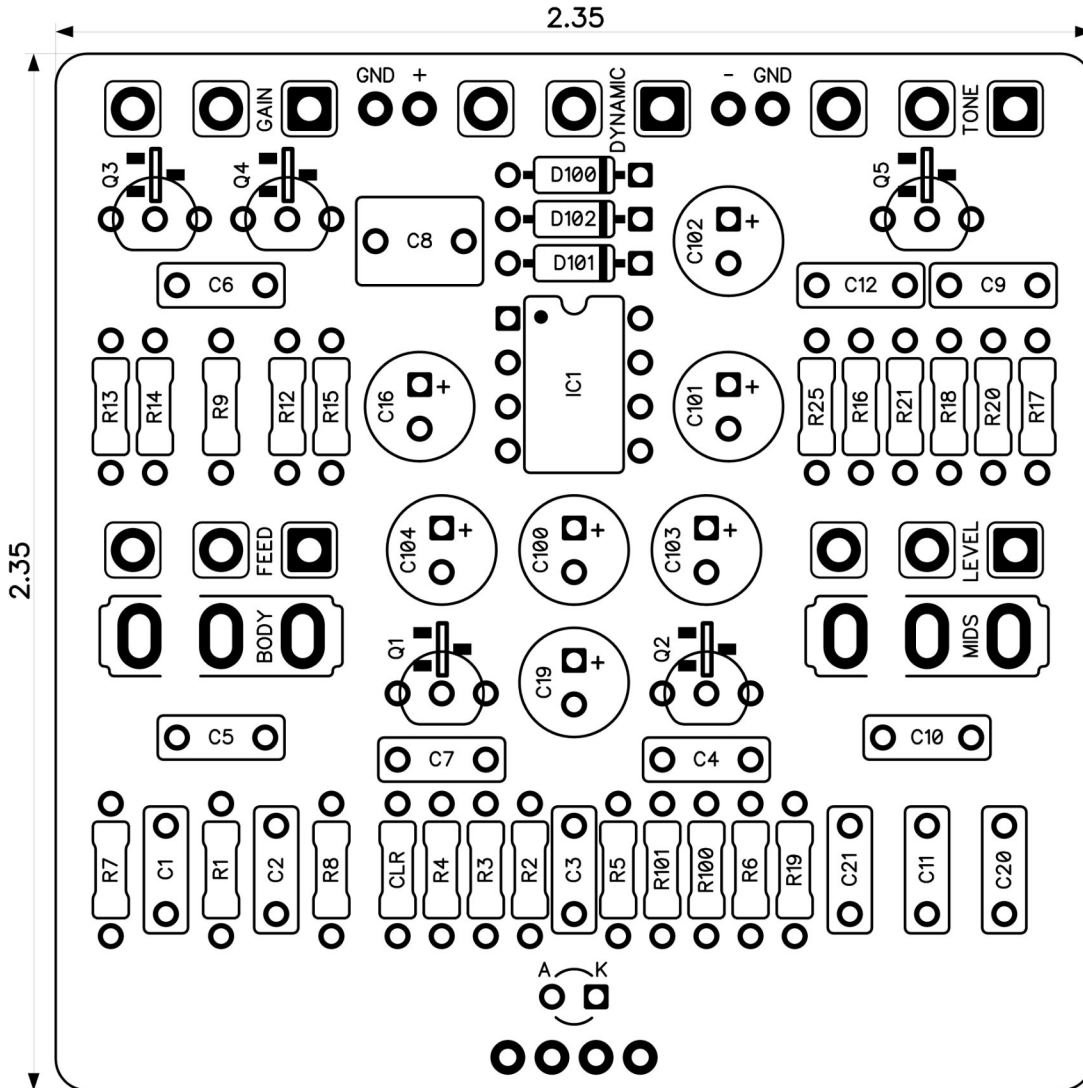 2.35
GND + DYNAMIC - GND
GAIN TONE
Q3 Q4 D100 Q5
D102 C102 +
C8
D101
C6 C12 C9
C16 + IC1 C101 +
R13 R14 R9 R12 R15 R25 R16 R21 R18 R20 R17
2.35
C104 + C100 + C103 +
FEED LEVEL
BODY Q1 Q2 MIDS
C19 +
C5 C10
C7 C4
R7 C1 R1 C2 R8 CLR R4 R3 R2 C3 R5 R101 R100 R6 R19 C21 C11 C20
A K